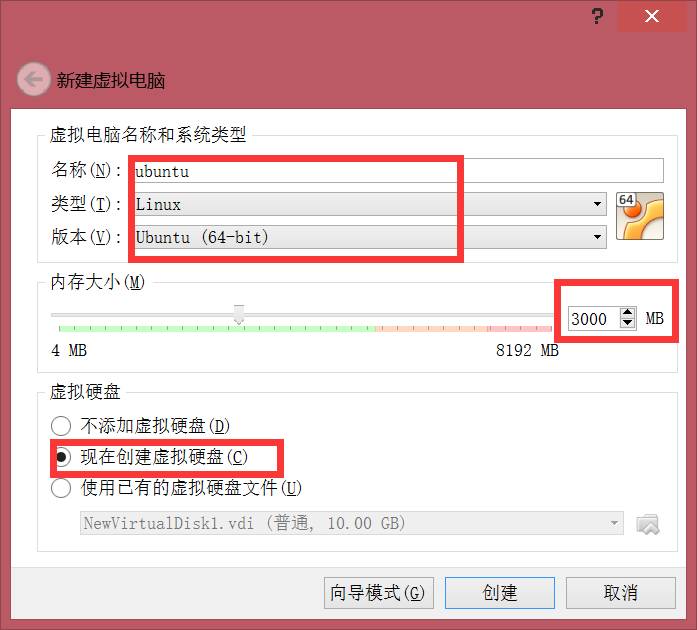 ?
新建虚拟电脑
虚拟电脑名称和系统类型
名称(N): ubuntu
类型(T): Linux
64
版本(V): Ubuntu (64-bit)
内存大小(M)
3000 MB
4 MB 8192 MB
虚拟硬盘
不添加虚拟硬盘(D)
现在创建虚拟硬盘(C)
使用已有的虚拟硬盘文件(U)
NewVirtualDisk1.vdi (普通, 10.00 GB)
向导模式(G) 创建 取消